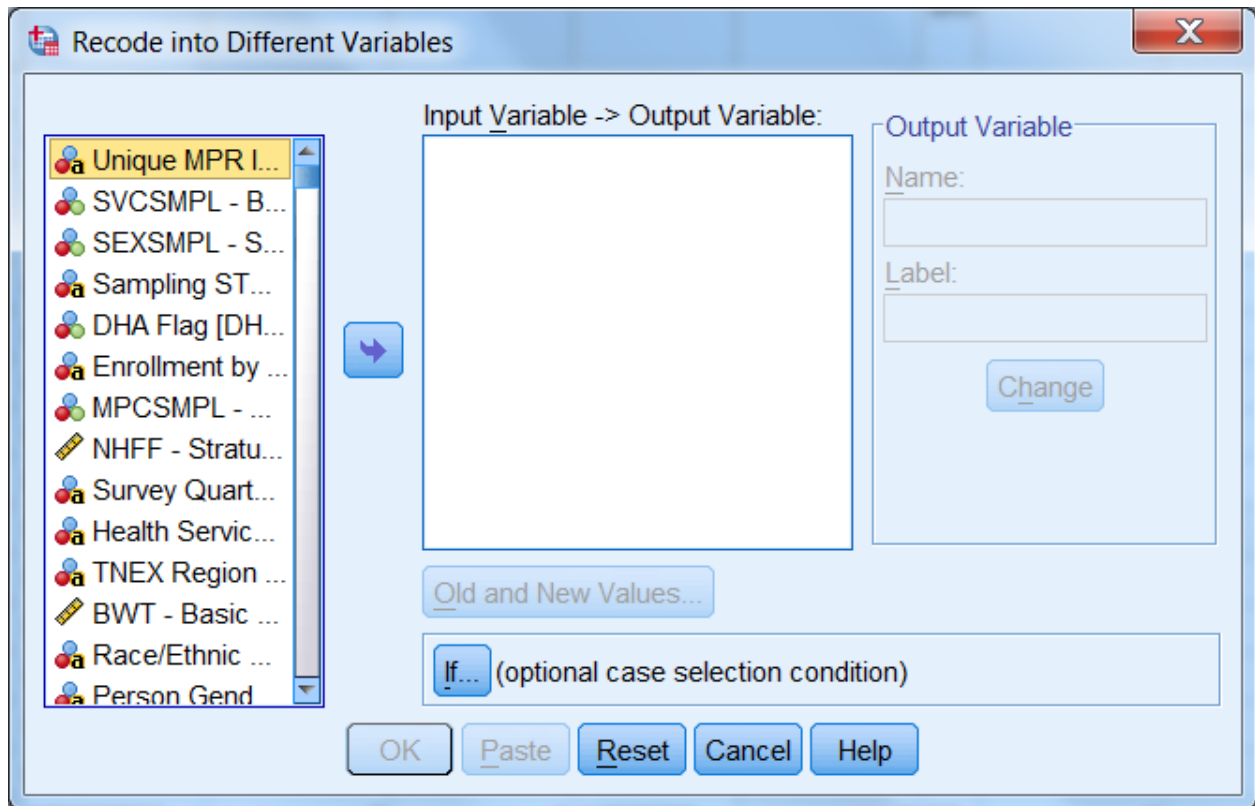 Recode into Different Variables
Unique MPR I...
SVCSMPL - B...
SEXSMPL - S...
Sampling ST...
DHA Flag [DH...
Enrollment by ...
MPCSMPL - ...
NHFF - Stratu...
Survey Quart...
Health Servic...
TNEX Region ...
BWT - Basic ...
Race/Ethnic ...
Person Gend
Input Variable -> Output Variable:
Old and New Values...
If... (optional case selection condition)
Output Variable
Name:
Label:
Change
OK Paste Reset Cancel Help